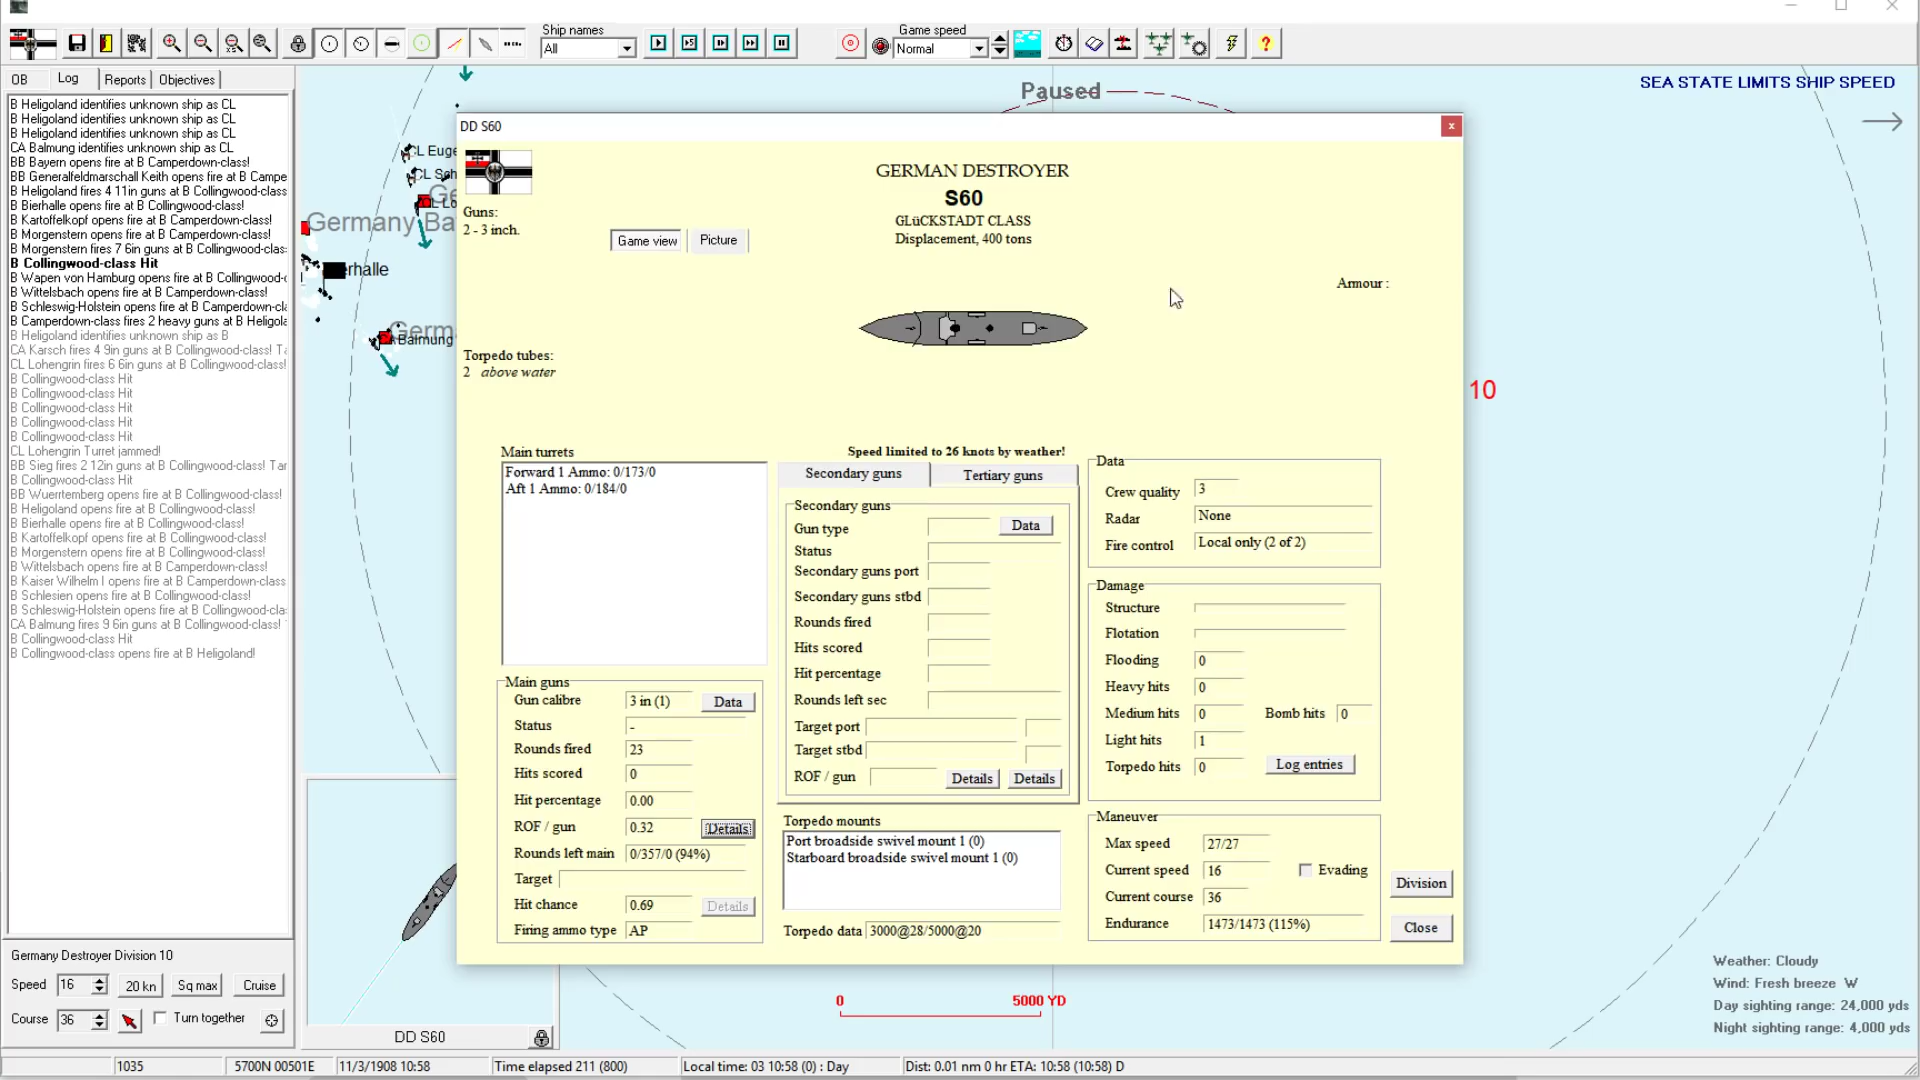 Ship names
All
Game speed
Normal
OB
Log
Reports
Objectives
B Heligoland identifies unknown ship as CL
B Heligoland identifies unknown ship as CL
B Heligoland identifies unknown ship as CL
CA Balmung identifies unknown ship as CL
BB Bayern opens fire at B Camperdown-class!
BB Generalfeldmarschall Keith opens fire at B Campe
B Heligoland fires 4 11in guns at B Collingwood-class
B Bierhalle opens fire at B Collingwood-class!
B Kartoffelkopf opens fire at B Camperdown-class!
B Morgenstern opens fire at B Camperdown-class!
B Morgenstern fires 7 6in guns at B Collingwood-clas:
B Collingwood-class Hit
B Wapen von Hamburg opens fire at B Collingwood-
B Wittelsbach opens fire at B Camperdown-class!
B Schleswig-Holstein opens fire at B Camperdown-cl
B Camperdown-class fires 2 heavy guns at B Heligola
B Heligoland identifies unknown ship as B
CA Karsch fires 4 9in guns at B Collingwood-class! Ta
CL Lohengrin fires 6 6in guns at B Collingwood-class!
B Collingwood-class Hit
B Collingwood-class Hit
B Collingwood-class Hit
B Collingwood-class Hit
B Collingwood-class Hit
CL Lohengrin Turret jammed!
BB Sieg fires 2 12in guns at B Collingwood-class! Tar
B Collingwood-class Hit
BB Wuerrtemberg opens fire at B Collingwood-class!
B Heligoland opens fire at B Collingwood-class!
B Bierhalle opens fire at B Camperdown-class!
B Kartoffelkopf opens fire at B Camperdown-class!
B Morgenstern opens fire at B Camperdown-class!
B Wittelsbach opens fire at B Camperdown-class!
B Kaiser Wilhelm I opens fire at B Camperdown-class
B Schlesien opens fire at B Collingwood-class!
B Schleswig-Holstein opens fire at B Collingwood-cla:
CA Balmung fires 9 6in guns at B Collingwood-class!
B Collingwood-class Hit
B Collingwood-class opens fire at B Heligoland!
Paused
SEA STATE LIMITS SHIP SPEED
CL Euge
CL Sch
Ge
Germany Ba
erhalle
Germ
Balmung
10
DD S60
GERMAN DESTROYER
S60
GLüCKSTADT CLASS
Displacement, 400 tons
Guns:
2 - 3 inch.
Game view
Picture
Armour :
Torpedo tubes:
2 above water
Speed limited to 26 knots by weather!
Main turrets
Forward 1 Ammo: 0/173/0
Aft 1 Ammo: 0/184/0
Main guns
Gun calibre 3 in (1) Data
Status -
Rounds fired 23
Hits scored 0
Hit percentage 0.00
ROF / gun 0.32 Details
Rounds left main 0/357/0 (94%)
Target
Hit chance 0.69 Details
Firing ammo type AP
Secondary guns
Tertiary guns
Secondary guns
Gun type Data
Status
Secondary guns port
Secondary guns stbd
Rounds fired
Hits scored
Hit percentage
Rounds left sec
Target port
Target stbd
ROF / gun Details Details
Torpedo mounts
Port broadside swivel mount 1 (0)
Starboard broadside swivel mount 1 (0)
Torpedo data 3000@28/5000@20
Data
Crew quality 3
Radar None
Fire control Local only (2 of 2)
Damage
Structure
Flotation
Flooding 0
Heavy hits 0
Medium hits 0 Bomb hits 0
Light hits 1
Torpedo hits 0 Log entries
Maneuver
Max speed 27/27
Current speed 16 Evading
Current course 36
Endurance 1473/1473 (115%)
Division
Close
Germany Destroyer Division 10
Speed 16 20 kn Sq max Cruise
Course 36 Turn together
DD S60
0 5000 YD
Weather: Cloudy
Wind: Fresh breeze W
Day sighting range: 24,000 yds
Night sighting range: 4,000 yds
1035 5700N 00501E 11/3/1908 10:58 Time elapsed 211 (800) Local time: 03 10:58 (0) : Day Dist: 0.01 nm 0 hr ETA: 10:58 (10:58) D